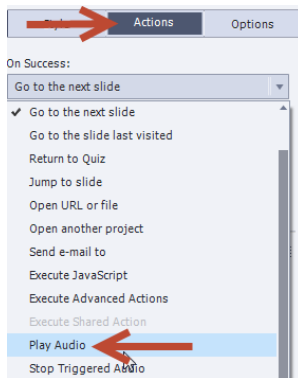 Style Actions Options
On Success:
Go to the next slide
Go to the next slide
Go to the slide last visited
Return to Quiz
Jump to slide
Open URL or file
Open another project
Send e-mail to
Execute JavaScript
Execute Advanced Actions
Execute Shared Action
Play Audio
Stop Triggered Audio